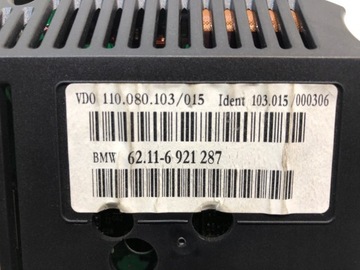 VDO 110.080.103/015 Ident 103.015/000306
BMW 62.11-6 921 287